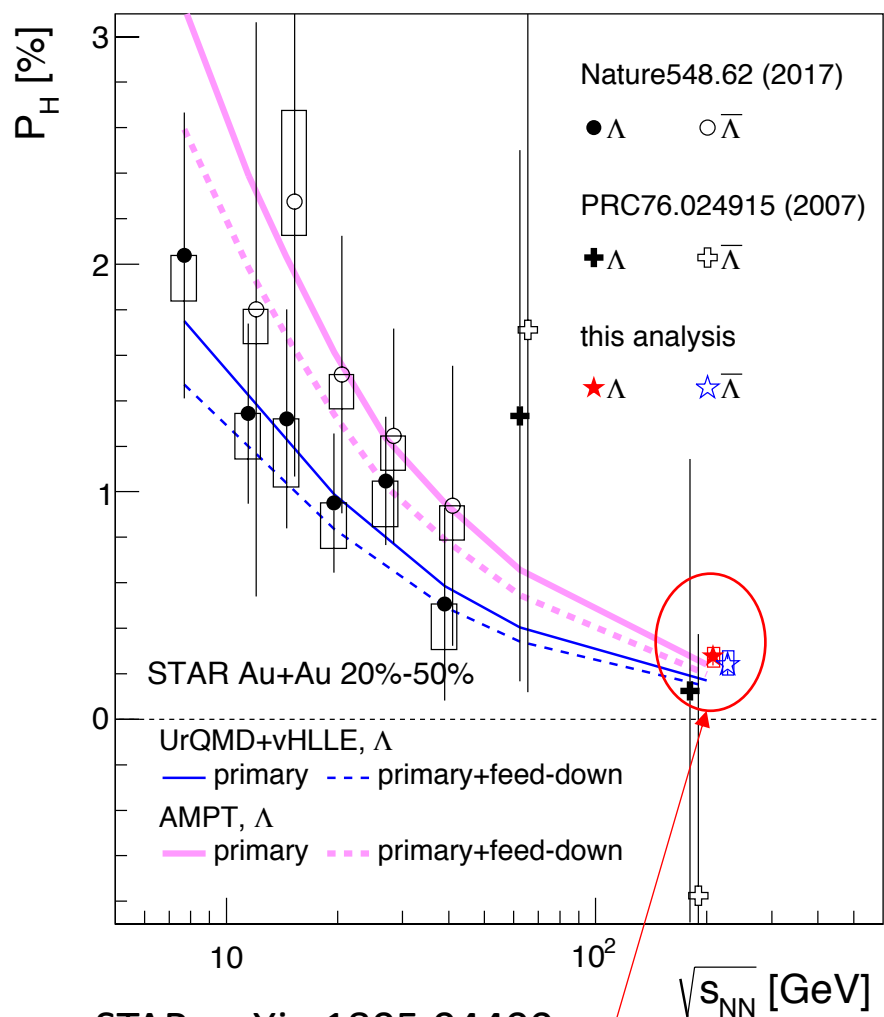 P_H [%]
3
2
1
0
Nature548.62 (2017)
Λ Λ̅
PRC76.024915 (2007)
Λ Λ̅
this analysis
Λ Λ̅
STAR Au+Au 20%-50%
UrQMD+vHLLE, Λ
primary primary+feed-down
AMPT, Λ
primary primary+feed-down
10 10²
√s_NN [GeV]